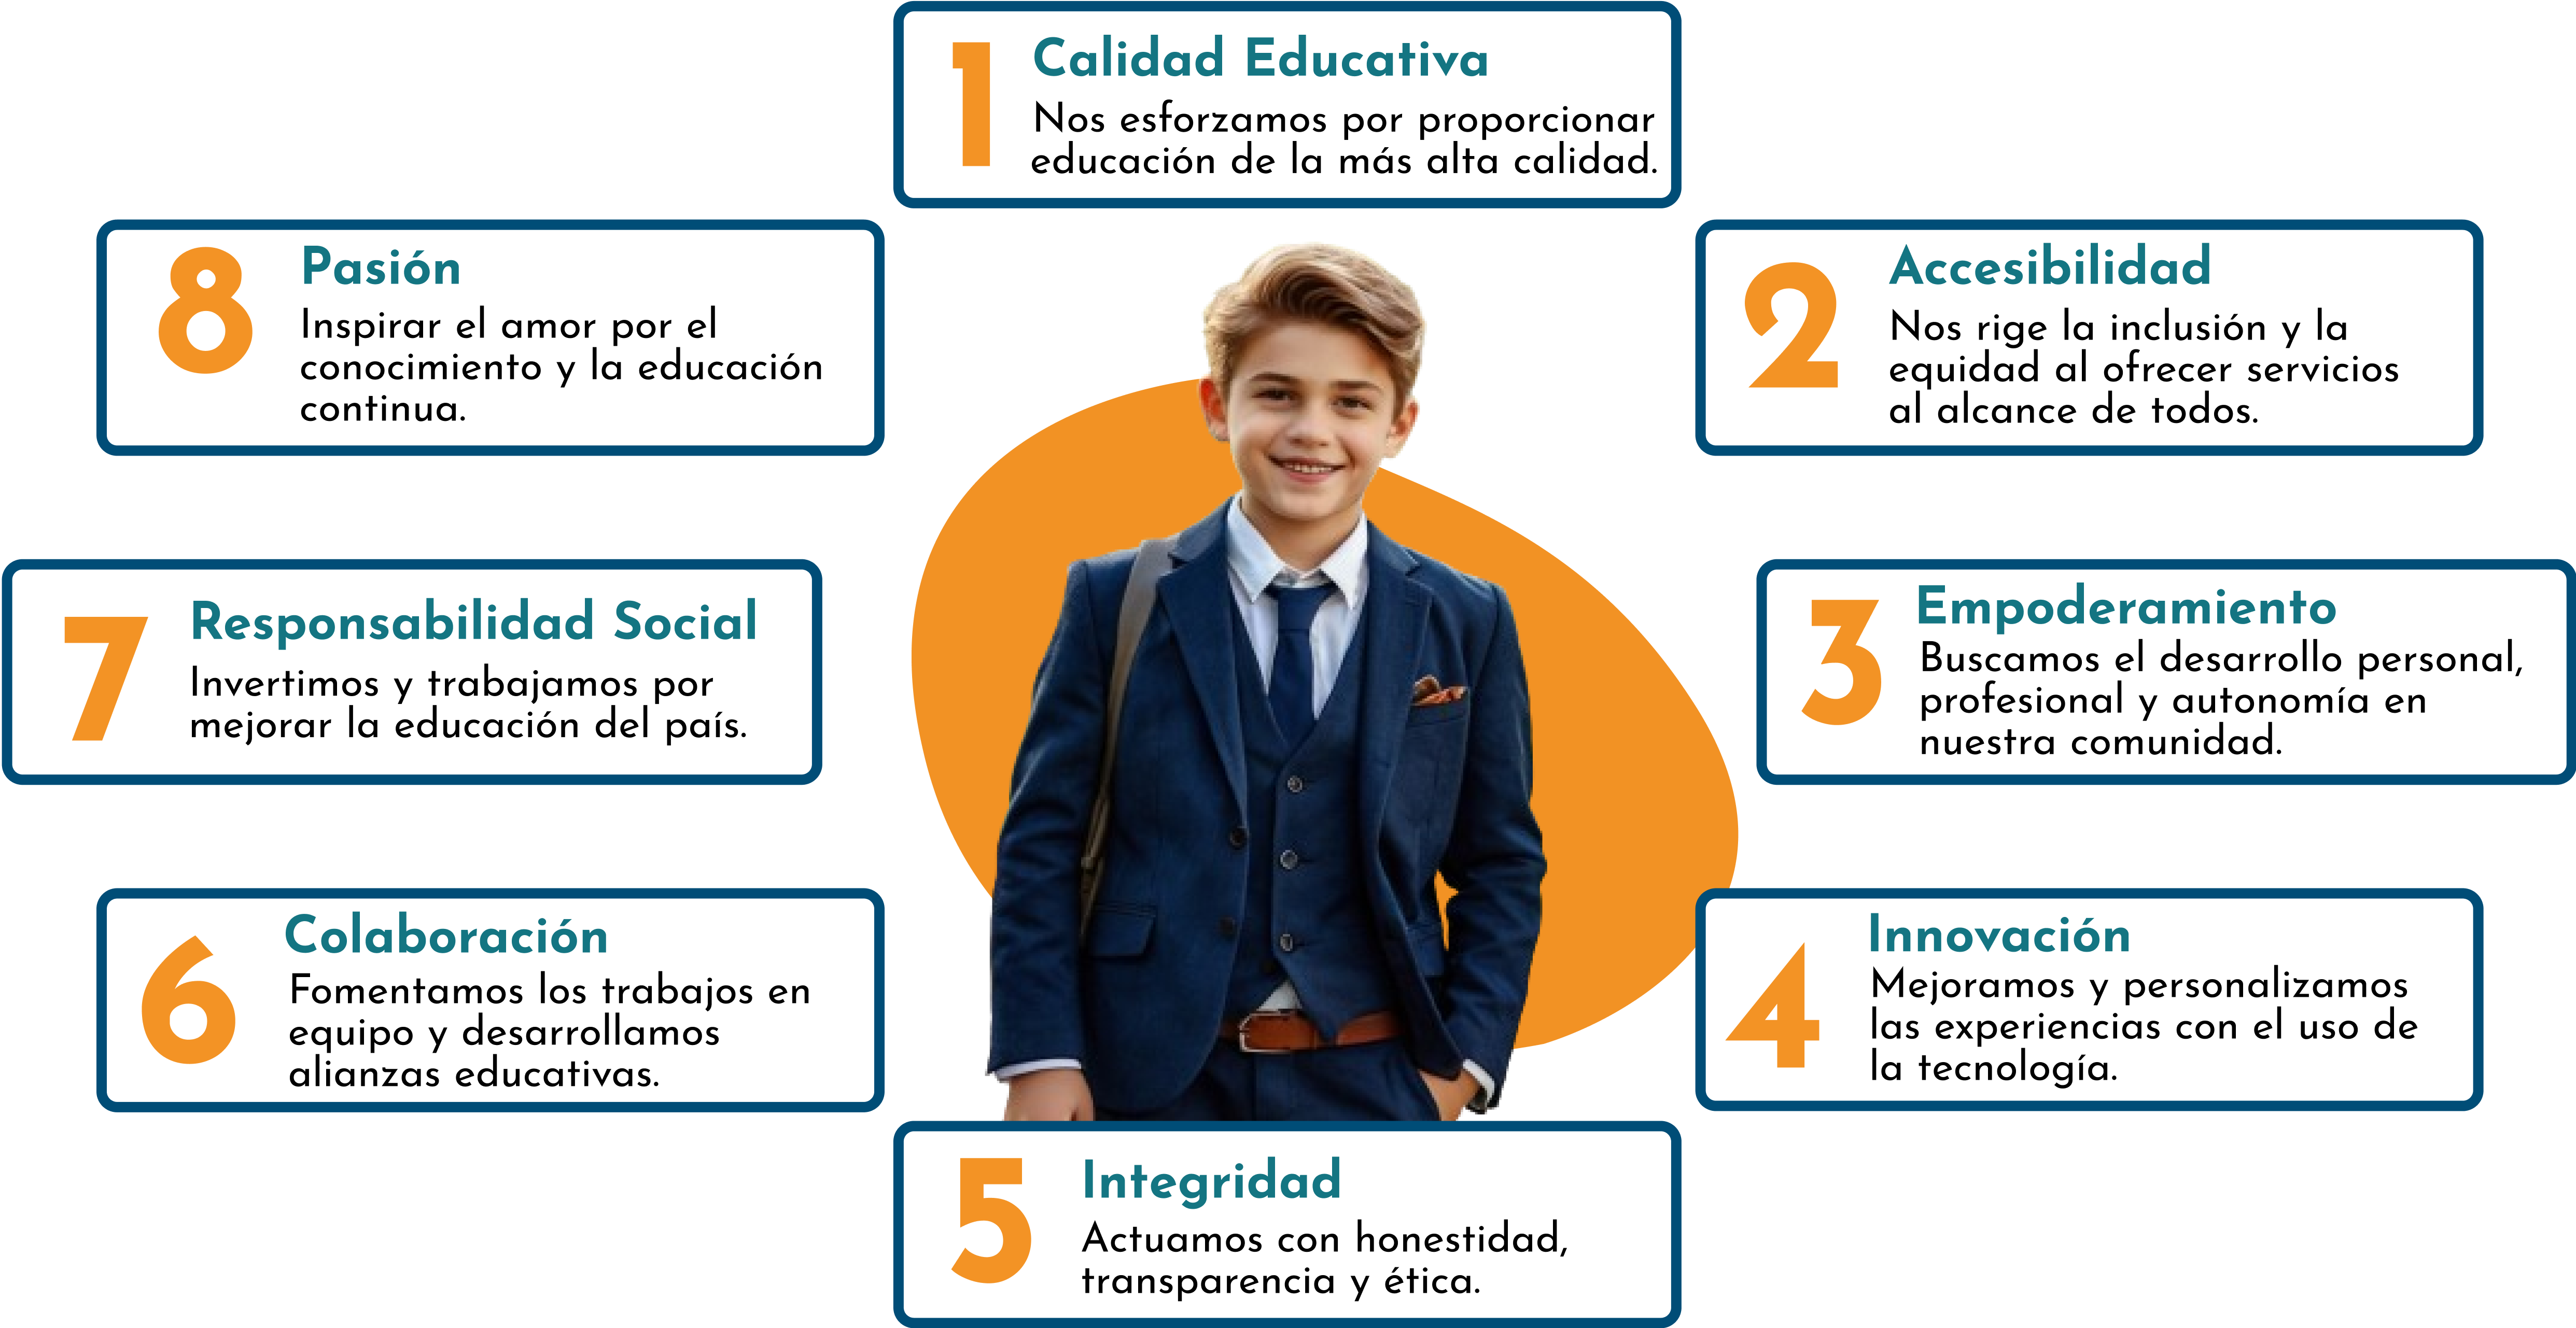 1
Calidad Educativa
Nos esforzamos por proporcionar
educación de la más alta calidad.
2
Accesibilidad
Nos rige la inclusión y la
equidad al ofrecer servicios
al alcance de todos.
3
Empoderamiento
Buscamos el desarrollo personal,
profesional y autonomía en
nuestra comunidad.
4
Innovación
Mejoramos y personalizamos
las experiencias con el uso de
la tecnología.
5
Integridad
Actuamos con honestidad,
transparencia y ética.
6
Colaboración
Fomentamos los trabajos en
equipo y desarrollamos
alianzas educativas.
7
Responsabilidad Social
Invertimos y trabajamos por
mejorar la educación del país.
8
Pasión
Inspirar el amor por el
conocimiento y la educación
continua.